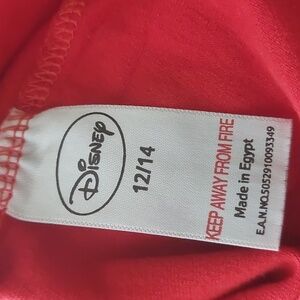 Disney
12/14
KEEP AWAY FROM FIRE
Made in Egypt
E.A.N.NO.5052910093349